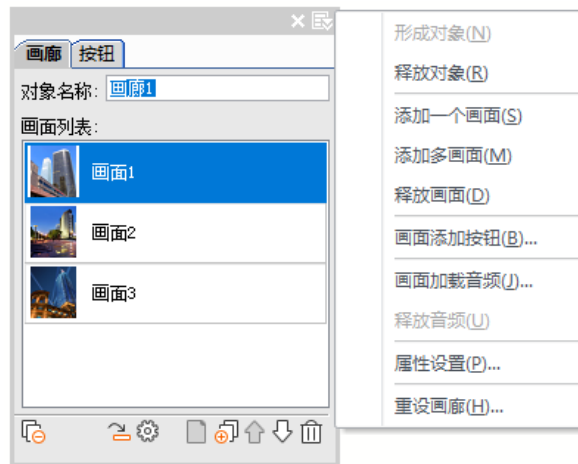 画廊 按钮
对象名称: 画廊1
画面列表:
画面1
画面2
画面3
形成对象(N)
释放对象(R)
添加一个画面(S)
添加多画面(M)
释放画面(D)
画面添加按钮(B)...
画面加载音频(J)...
释放音频(U)
属性设置(P)...
重设画廊(H)...